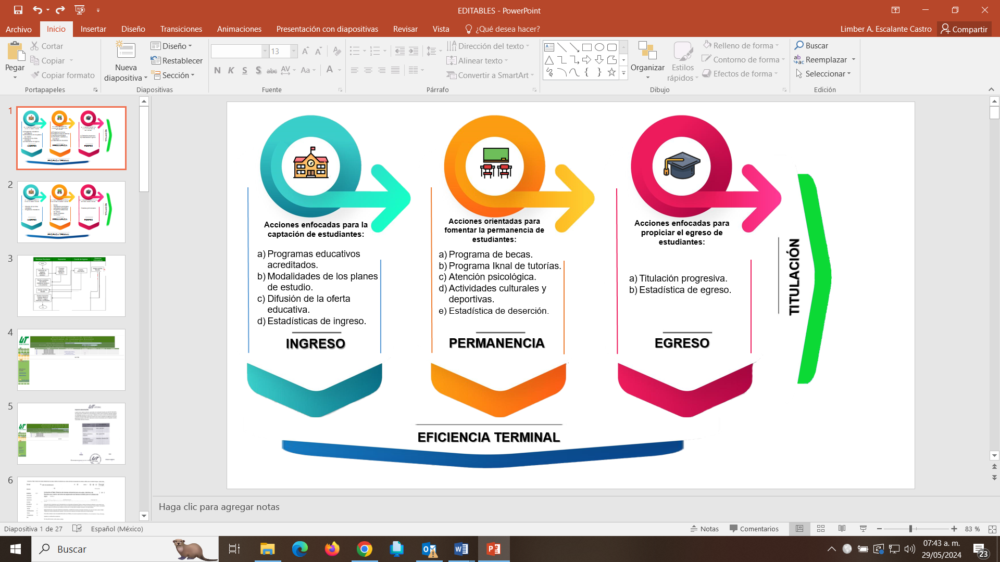 EDITABLES - PowerPoint
Archivo Inicio Insertar Diseño Transiciones Animaciones Presentación con diapositivas Revisar Vista ¿Qué desea hacer? Limber A. Escalante Castro Compartir
Pegar
Cortar
Copiar
Copiar formato
Portapapeles
Nueva diapositiva
Diseño
Restablecer
Sección
Diapositivas
13
N K S S abc AV Aa A
Fuente
Dirección del texto
Alinear texto
Convertir a SmartArt
Párrafo
Organizar
Estilos rápidos
Relleno de forma
Contorno de forma
Efectos de forma
Dibujo
Buscar
Reemplazar
Seleccionar
Edición
1
2
3
4
5
6
Acciones enfocadas para la
captación de estudiantes:
a) Programas educativos
acreditados.
b) Modalidades de los planes
de estudio.
c) Difusión de la oferta
educativa.
d) Estadísticas de ingreso.
INGRESO
Acciones orientadas para
fomentar la permanencia de
estudiantes:
a) Programa de becas.
b) Programa Iknal de tutorías.
c) Atención psicológica.
d) Actividades culturales y
deportivas.
e) Estadística de deserción.
PERMANENCIA
Acciones enfocadas para
propiciar el egreso de
estudiantes:
a) Titulación progresiva.
b) Estadística de egreso.
EGRESO
TITULACIÓN
EFICIENCIA TERMINAL
Haga clic para agregar notas
Diapositiva 1 de 27 Español (México) Notas Comentarios 83 %
Buscar
07:43 a. m.
29/05/2024
23